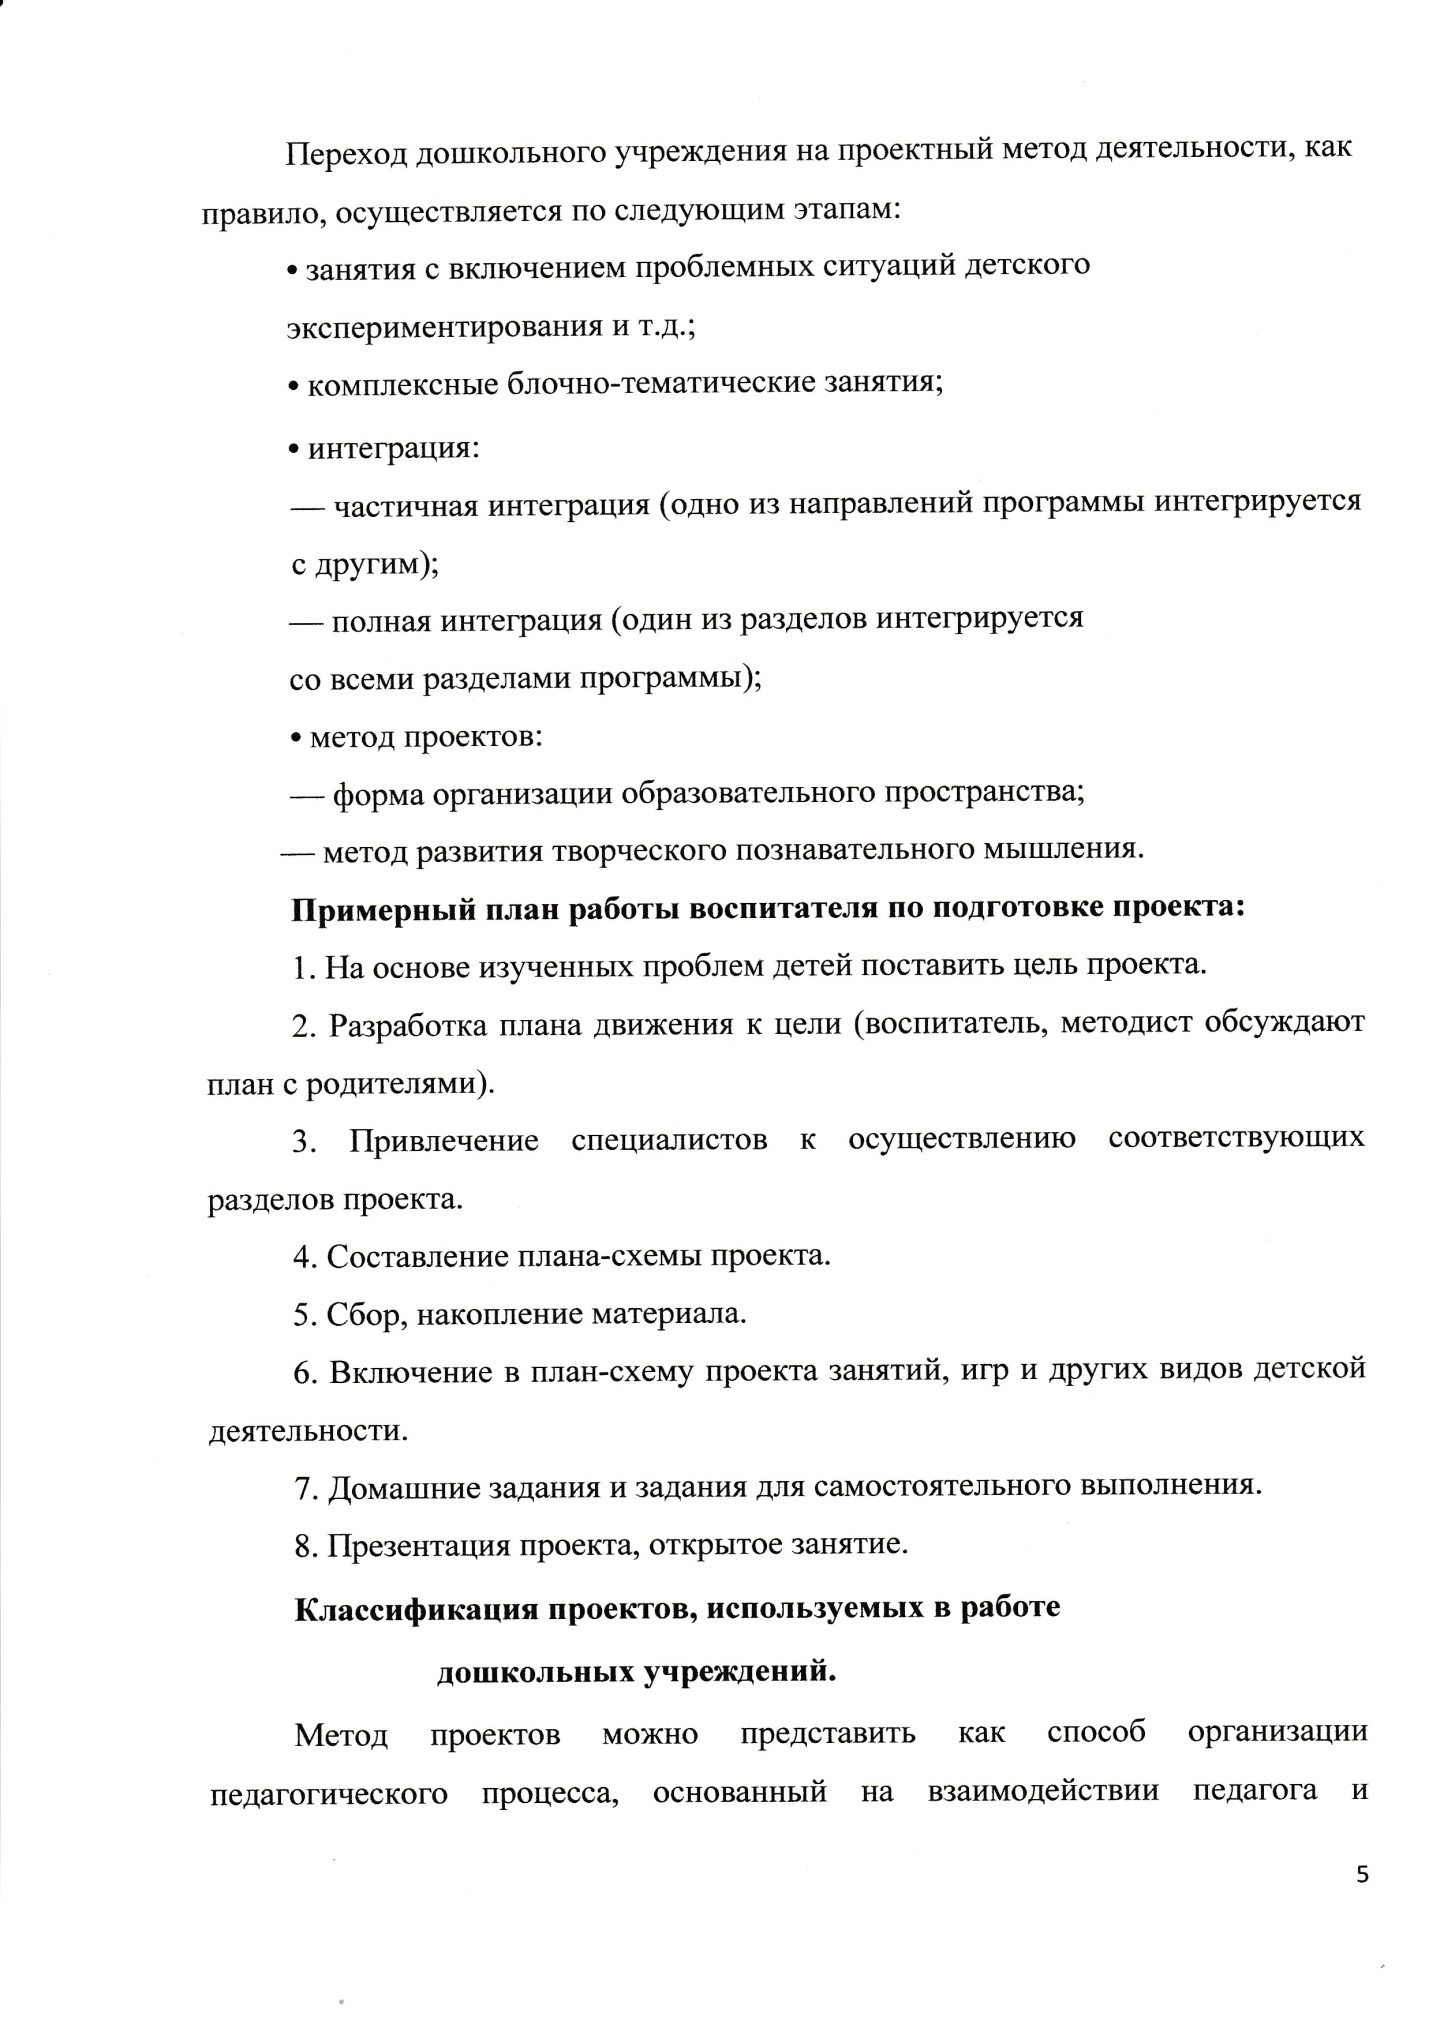 Переход дошкольного учреждения на проектный метод деятельности, как
правило, осуществляется по следующим этапам:
• занятия с включением проблемных ситуаций детского
экспериментирования и т.д.;
• комплексные блочно-тематические занятия;
• интеграция:
— частичная интеграция (одно из направлений программы интегрируется
с другим);
— полная интеграция (один из разделов интегрируется
со всеми разделами программы);
• метод проектов:
— форма организации образовательного пространства;
— метод развития творческого познавательного мышления.
Примерный план работы воспитателя по подготовке проекта:
1. На основе изученных проблем детей поставить цель проекта.
2. Разработка плана движения к цели (воспитатель, методист обсуждают
план с родителями).
3. Привлечение специалистов к осуществлению соответствующих
разделов проекта.
4. Составление плана-схемы проекта.
5. Сбор, накопление материала.
6. Включение в план-схему проекта занятий, игр и других видов детской
деятельности.
7. Домашние задания и задания для самостоятельного выполнения.
8. Презентация проекта, открытое занятие.
Классификация проектов, используемых в работе
дошкольных учреждений.
Метод проектов можно представить как способ организации
педагогического процесса, основанный на взаимодействии педагога и
5